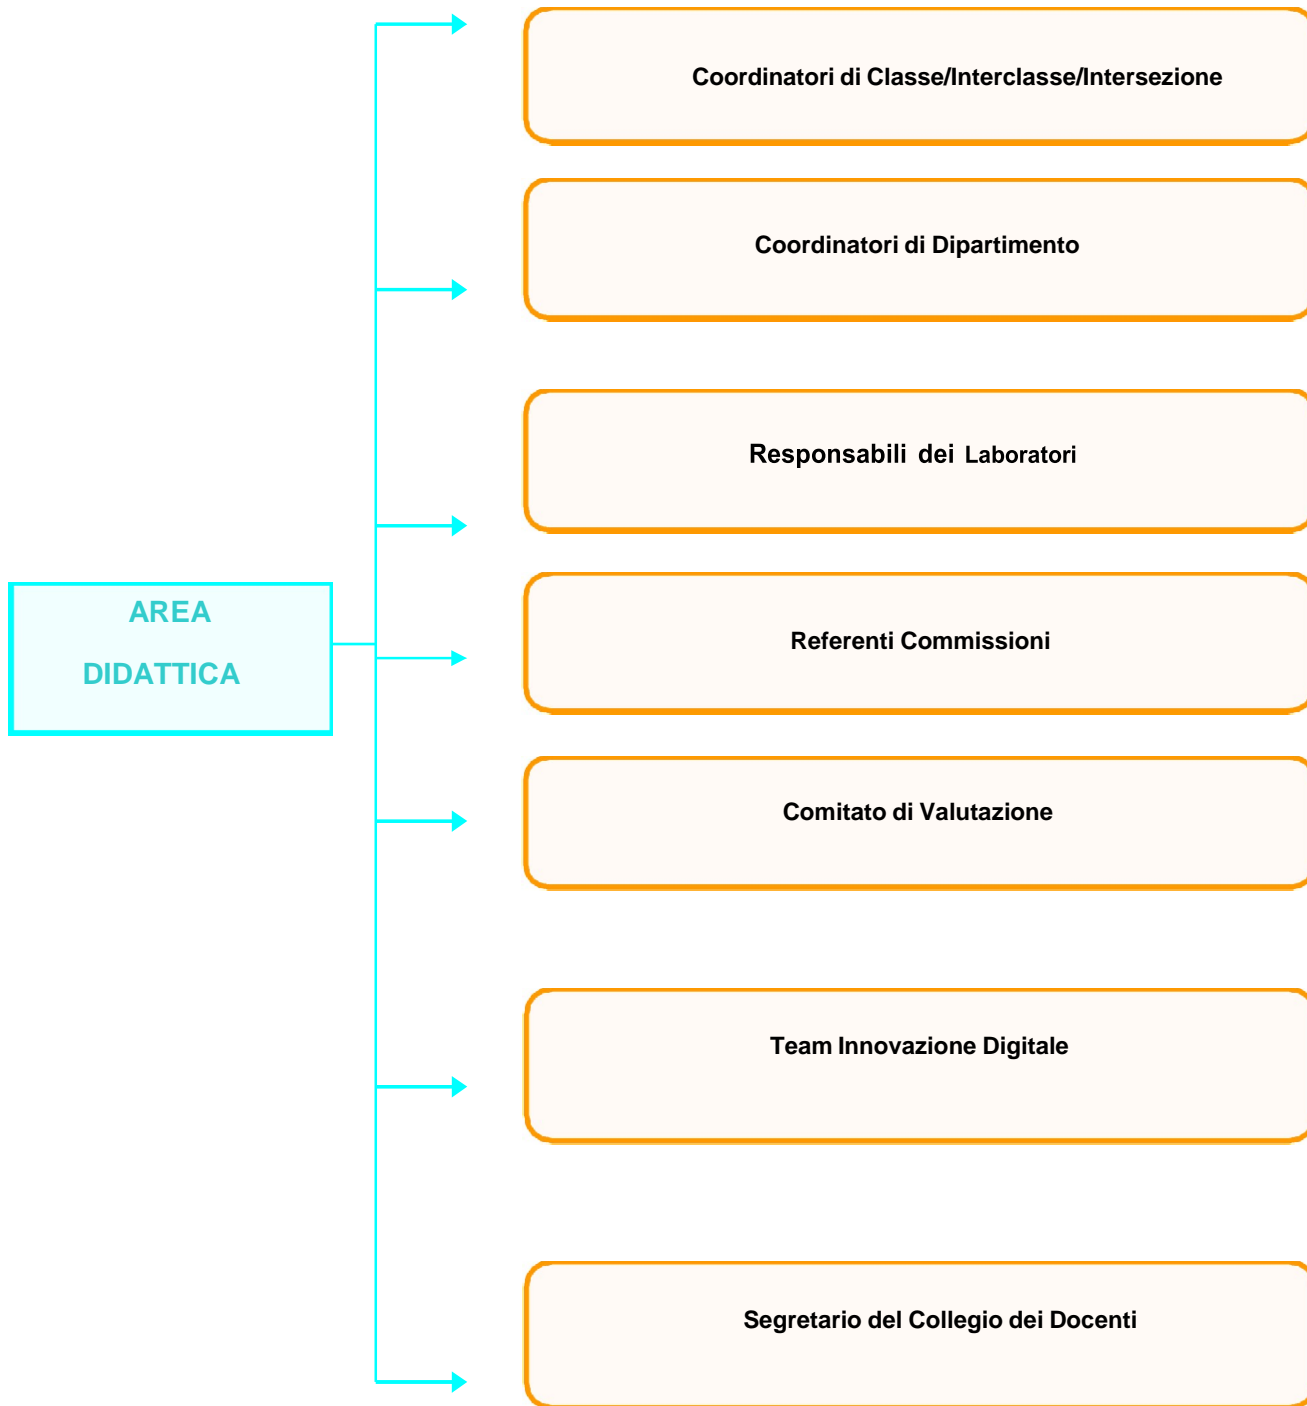 Coordinatori di Classe/Interclasse/Intersezione
Coordinatori di Dipartimento
Responsabili dei Laboratori
AREA
DIDATTICA
Referenti Commissioni
Comitato di Valutazione
Team Innovazione Digitale
Segretario del Collegio dei Docenti